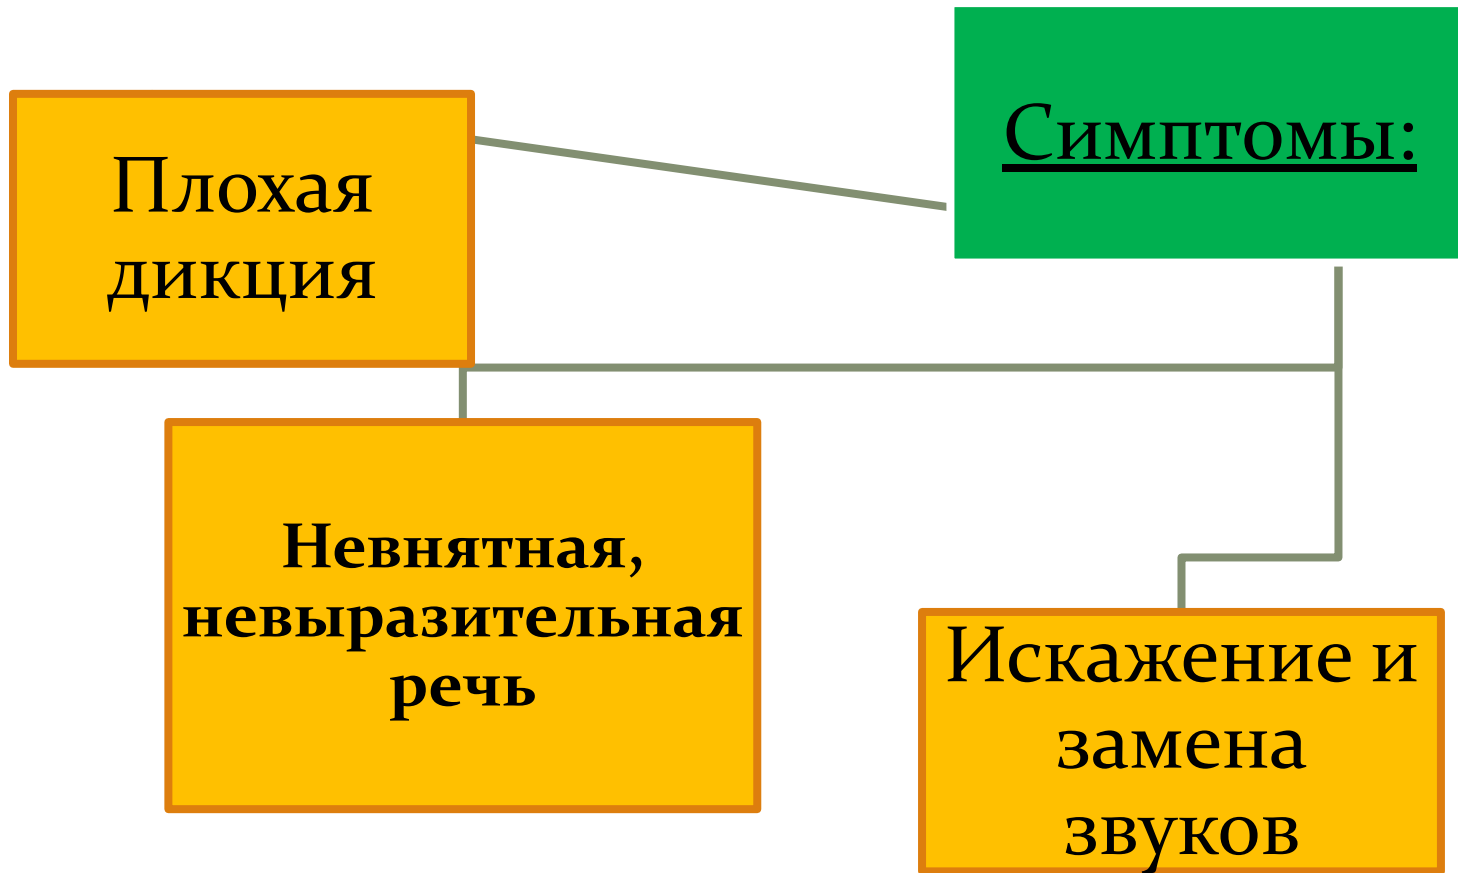 Симптомы:
Плохая
дикция
Невнятная,
невыразительная
речь
Искажение и
замена
звуков